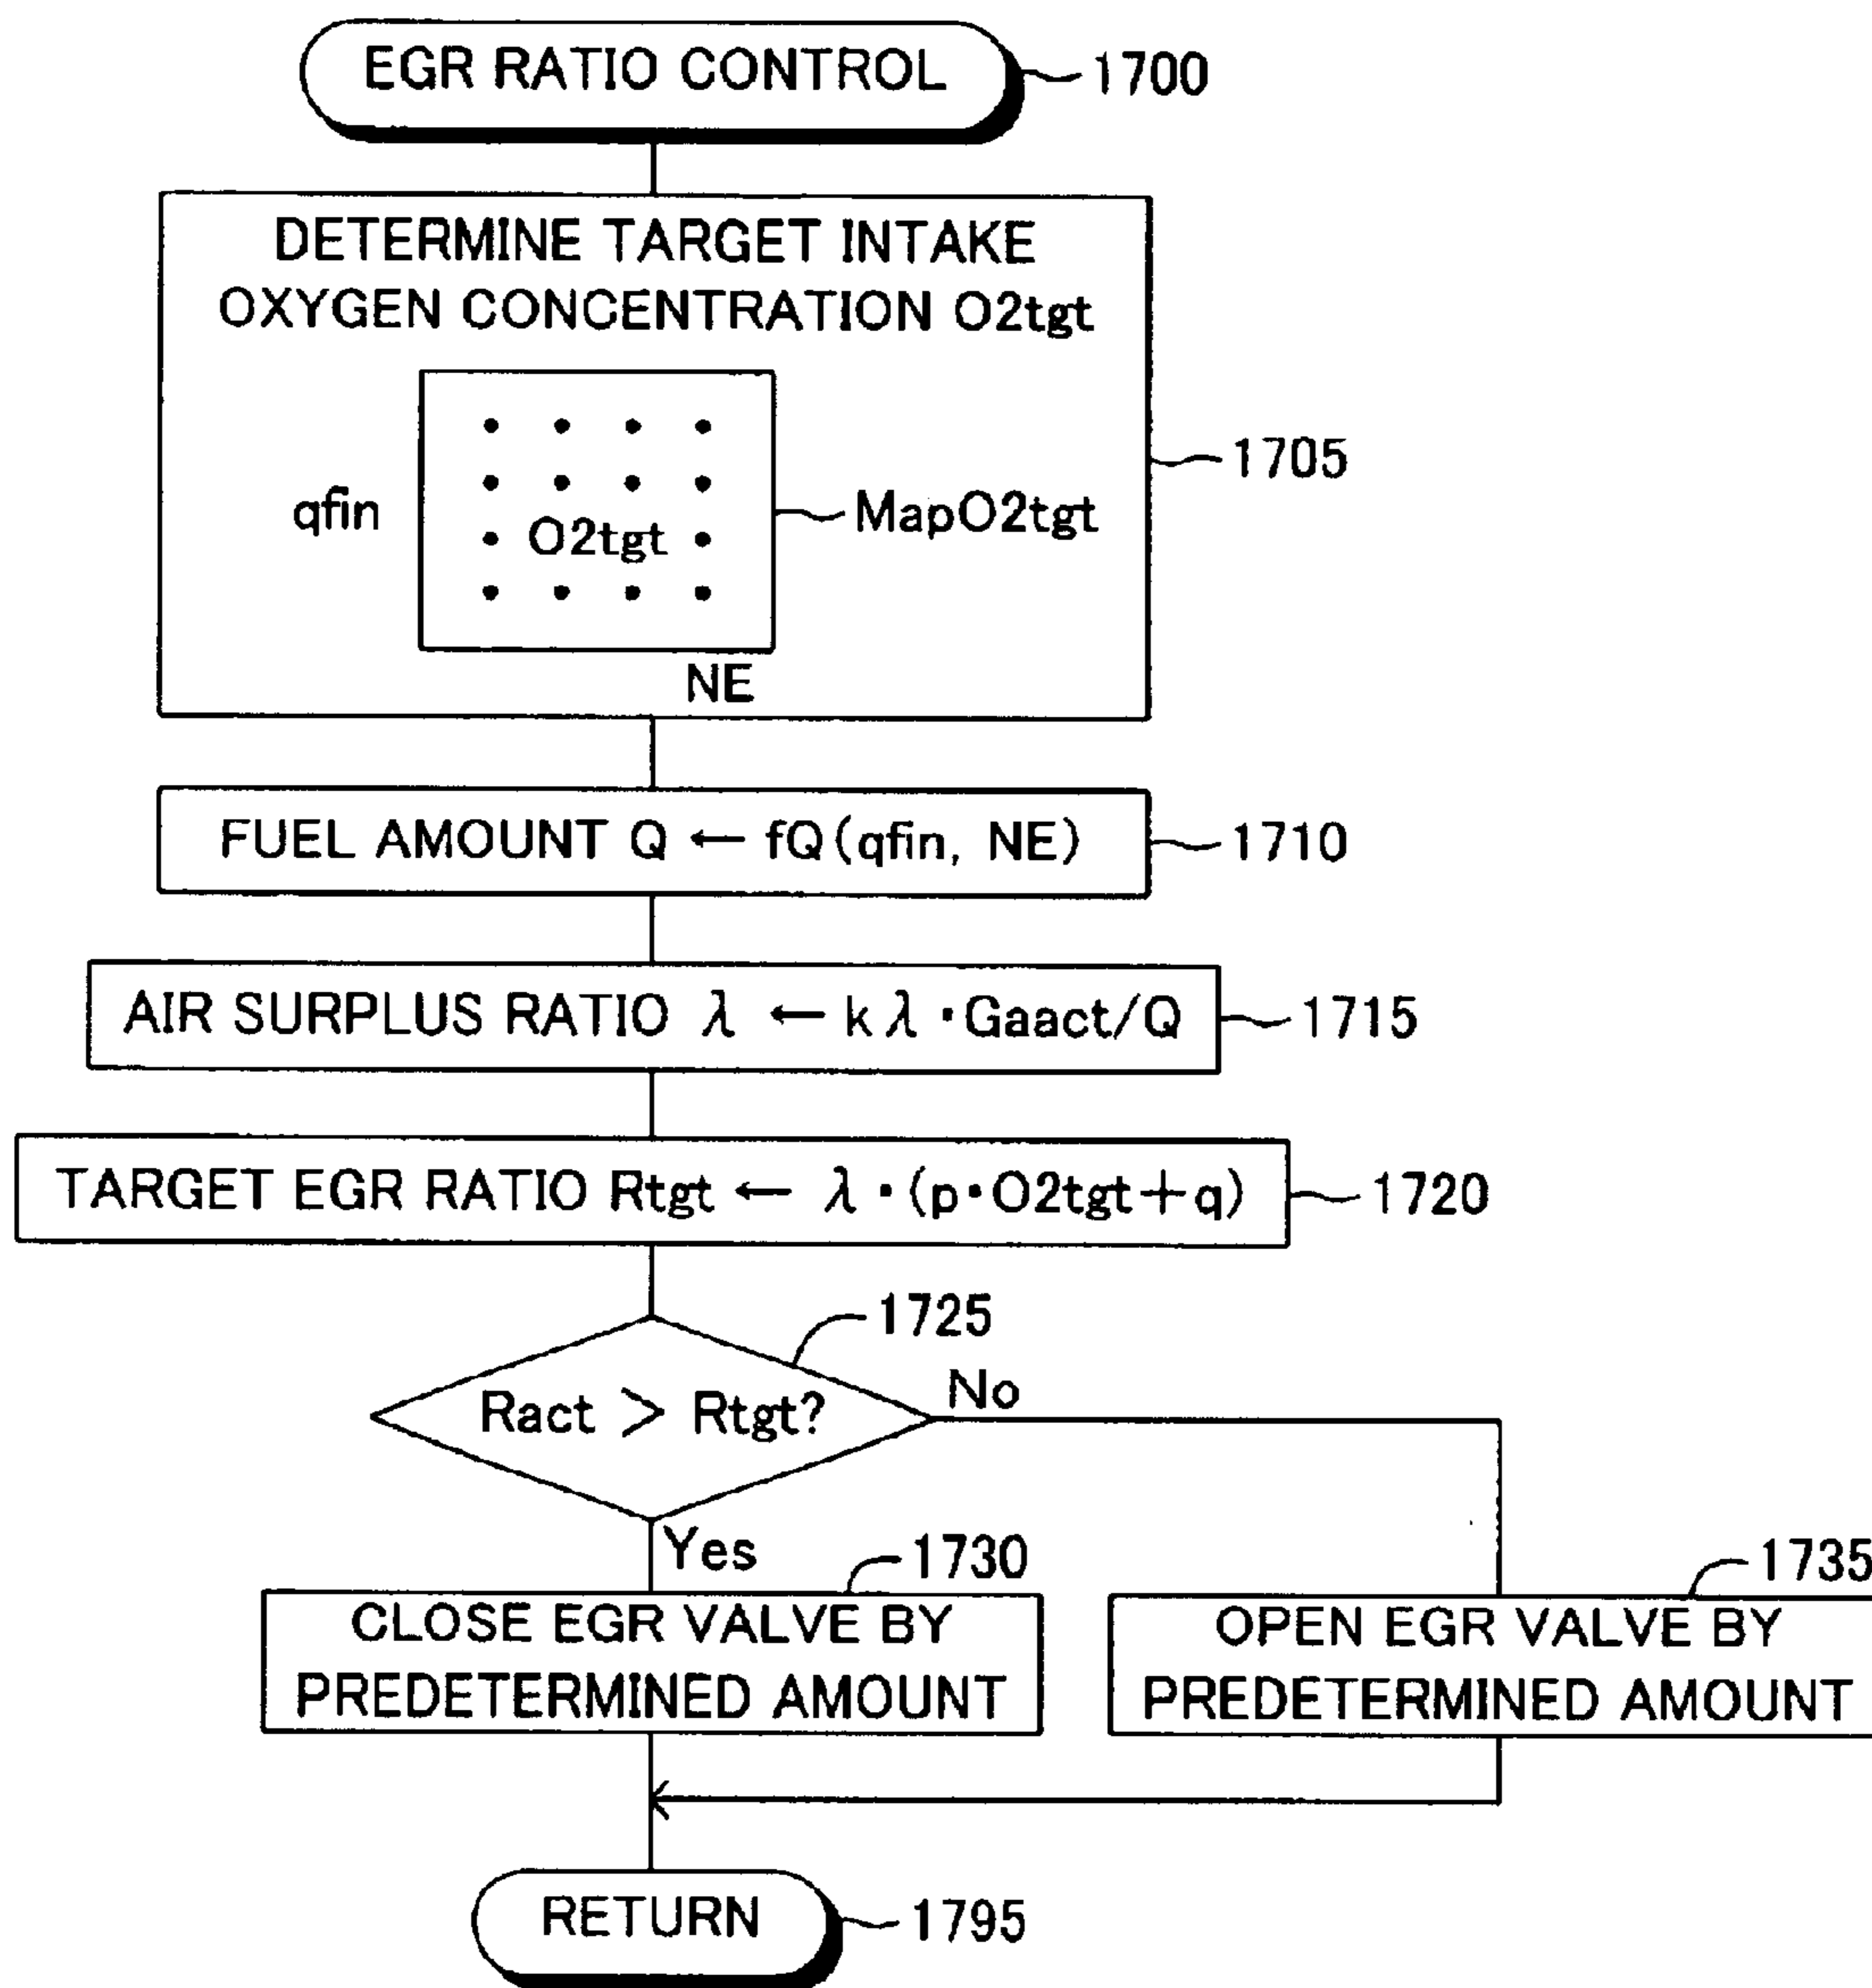 EGR RATIO CONTROL
1700
DETERMINE TARGET INTAKE
OXYGEN CONCENTRATION O2tgt
1705
qfin
O2tgt
MapO2tgt
NE
FUEL AMOUNT Q ← fQ(qfin, NE)
1710
AIR SURPLUS RATIO λ ← kλ·Gaact/Q
1715
TARGET EGR RATIO Rtgt ← λ·(p·O2tgt+q)
1720
1725
Ract > Rtgt?
No
Yes
1730
CLOSE EGR VALVE BY
PREDETERMINED AMOUNT
1735
OPEN EGR VALVE BY
PREDETERMINED AMOUNT
RETURN
1795